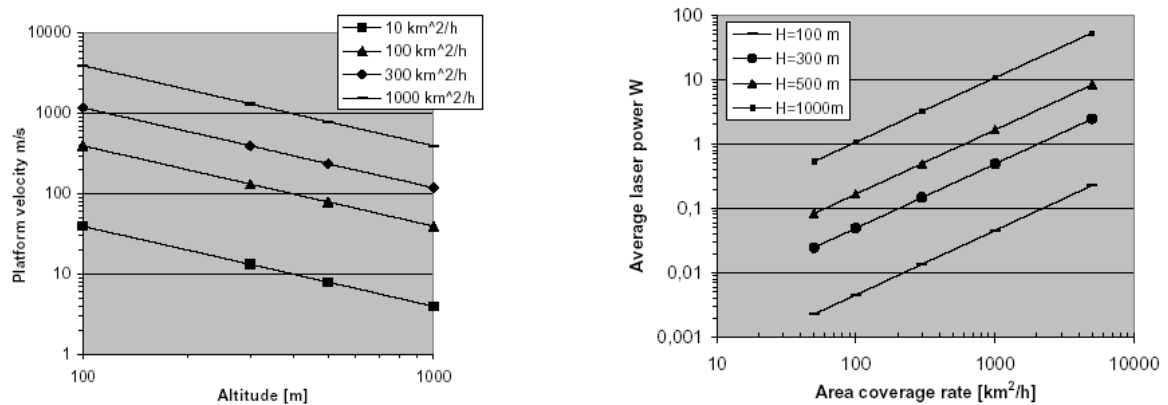 10000
1000
100
10
1
100
1000
Platform velocity m/s
Altitude [m]
10 km^2/h
100 km^2/h
300 km^2/h
1000 km^2/h
100
10
1
0,1
0,01
0,001
10
100
1000
10000
Average laser power W
Area coverage rate [km²/h]
H=100 m
H=300 m
H=500 m
H=1000m